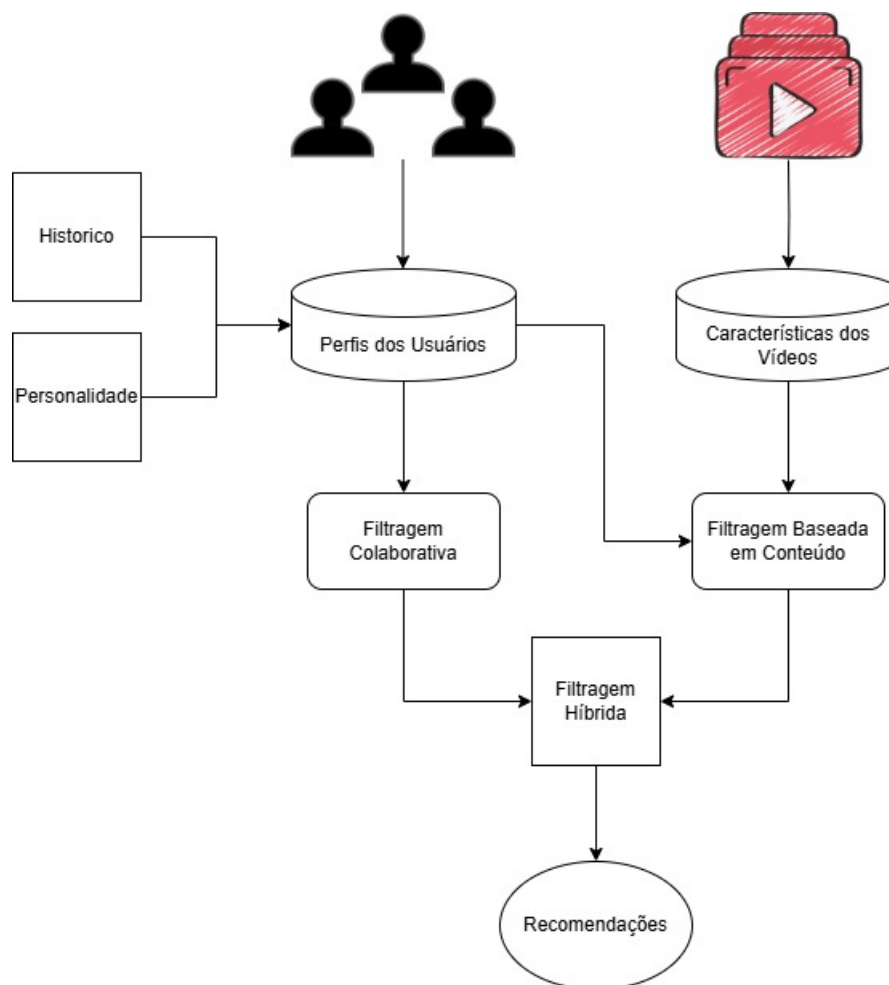 Historico
Perfis dos Usuários
Características dos
Vídeos
Personalidade
Filtragem
Colaborativa
Filtragem Baseada
em Conteúdo
Filtragem
Híbrida
Recomendações